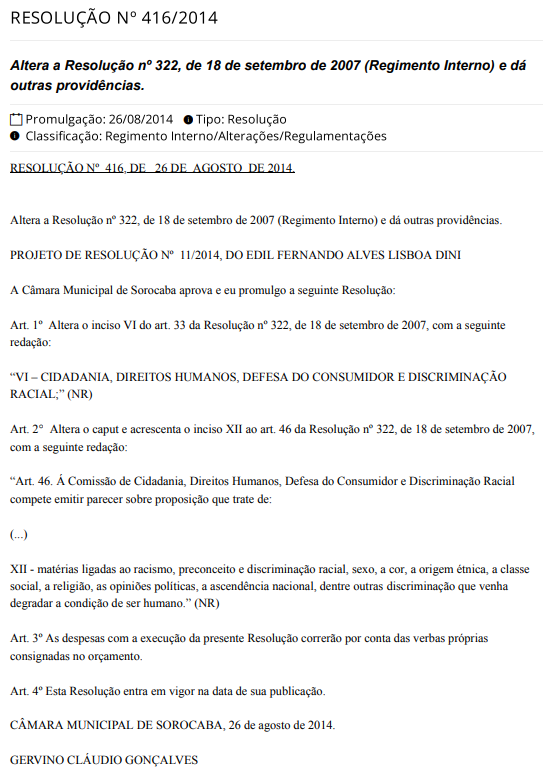 RESOLUÇÃO Nº 416/2014
Altera a Resolução nº 322, de 18 de setembro de 2007 (Regimento Interno) e dá
outras providências.
Promulgação: 26/08/2014 Tipo: Resolução
Classificação: Regimento Interno/Alterações/Regulamentações
RESOLUÇÃO Nº 416, DE 26 DE AGOSTO DE 2014.
Altera a Resolução nº 322, de 18 de setembro de 2007 (Regimento Interno) e dá outras providências.
PROJETO DE RESOLUÇÃO Nº 11/2014, DO EDIL FERNANDO ALVES LISBOA DINI
A Câmara Municipal de Sorocaba aprova e eu promulgo a seguinte Resolução:
Art. 1º Altera o inciso VI do art. 33 da Resolução nº 322, de 18 de setembro de 2007, com a seguinte
redação:
“VI – CIDADANIA, DIREITOS HUMANOS, DEFESA DO CONSUMIDOR E DISCRIMINAÇÃO
RACIAL;” (NR)
Art. 2° Altera o caput e acrescenta o inciso XII ao art. 46 da Resolução nº 322, de 18 de setembro de 2007,
com a seguinte redação:
“Art. 46. Á Comissão de Cidadania, Direitos Humanos, Defesa do Consumidor e Discriminação Racial
compete emitir parecer sobre proposição que trate de:
(...)
XII - matérias ligadas ao racismo, preconceito e discriminação racial, sexo, a cor, a origem étnica, a classe
social, a religião, as opiniões políticas, a ascendência nacional, dentre outras discriminação que venha
degradar a condição de ser humano.” (NR)
Art. 3º As despesas com a execução da presente Resolução correrão por conta das verbas próprias
consignadas no orçamento.
Art. 4º Esta Resolução entra em vigor na data de sua publicação.
CÂMARA MUNICIPAL DE SOROCABA, 26 de agosto de 2014.
GERVINO CLÁUDIO GONÇALVES